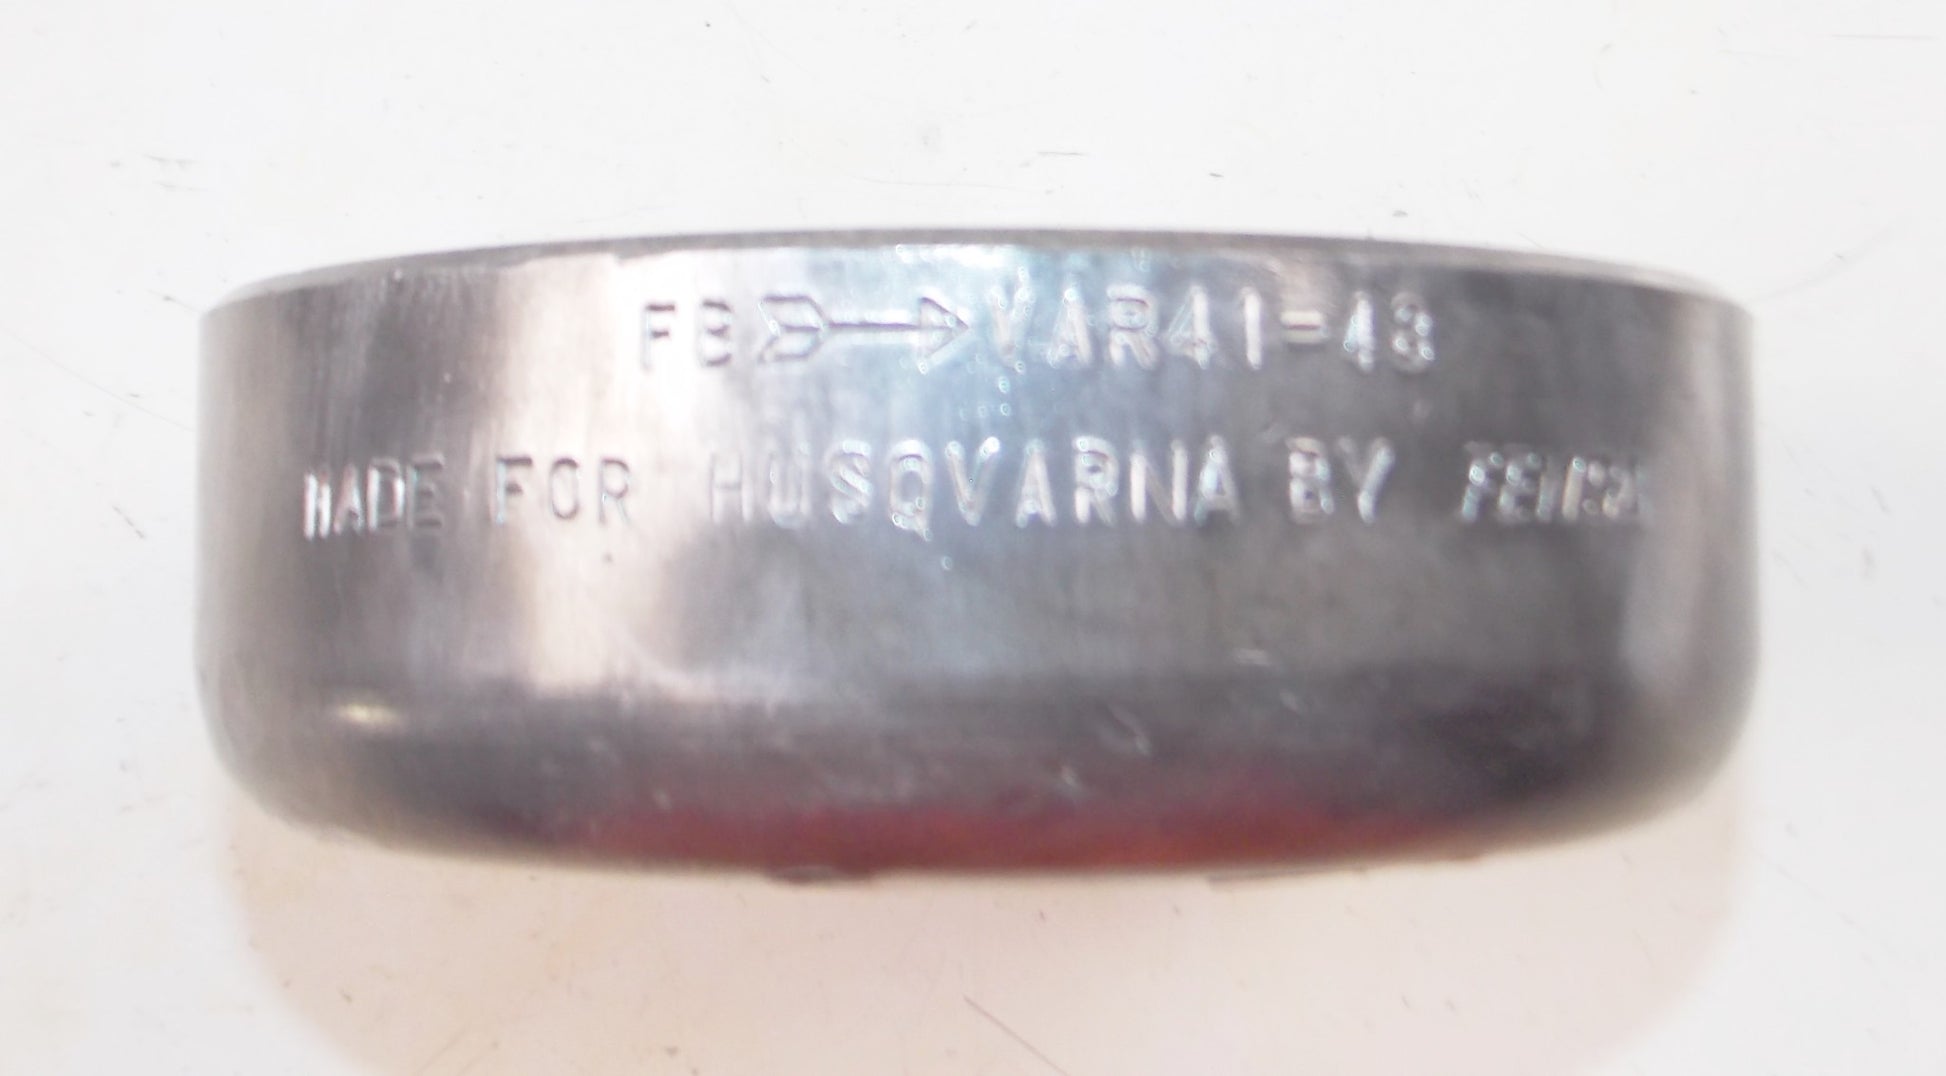 FB VAR41-43
MADE FOR HUSQVARNA BY